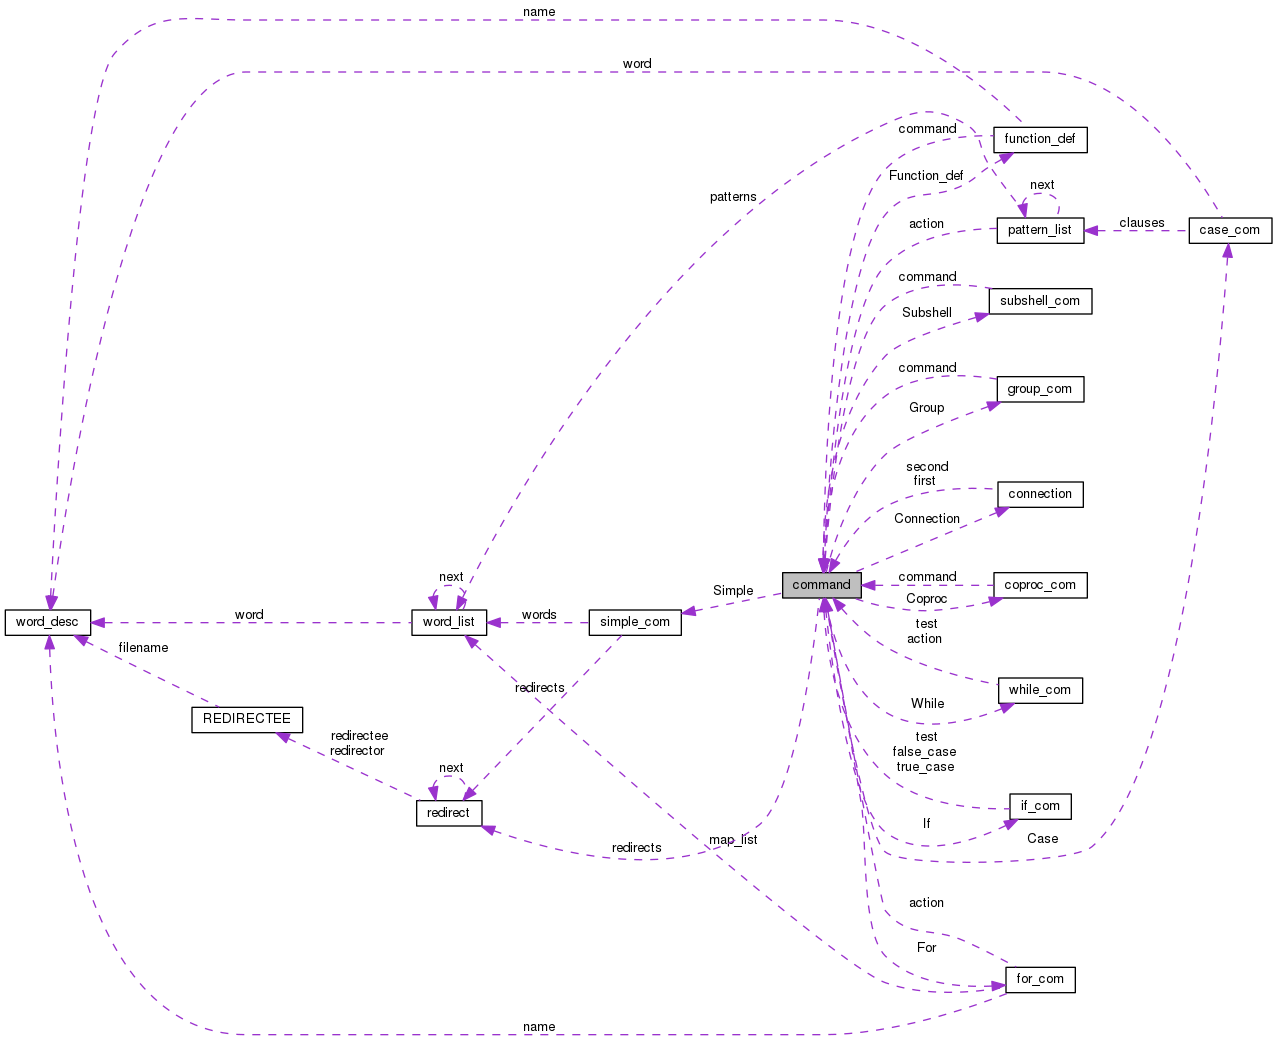 name
word
command
function_def
Function_def
patterns
next
action
pattern_list
clauses
case_com
command
subshell_com
Subshell
command
group_com
Group
second
first
connection
Connection
next
Simple
command
command
coproc_com
Coproc
word_desc
word
word_list
words
simple_com
test
action
filename
redirects
while_com
While
REDIRECTEE
redirectee
redirector
next
test
false_case
true_case
redirect
if_com
If
redirects
map_list
Case
action
For
for_com
name